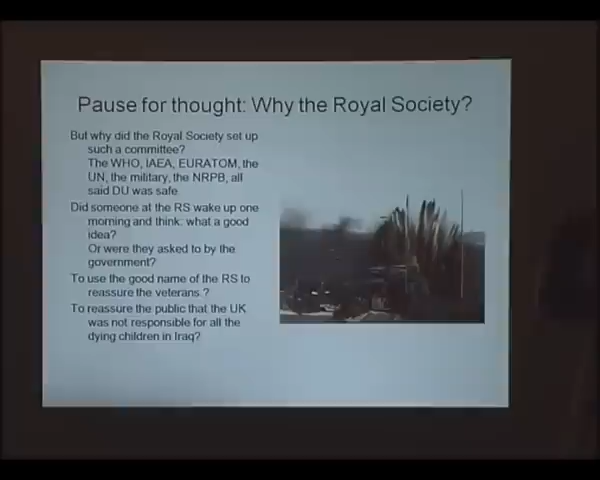 Pause for thought: Why the Royal Society?
But why did the Royal Society set up
such a committee?
The WHO, IAEA, EURATOM, the
UN, the military, the NRPB, all
said DU was safe
Did someone at the RS wake up one
morning and think: what a good
idea?
Or were they asked to by the
government?
To use the good name of the RS to
reassure the veterans ?
To reassure the public that the UK
was not responsible for all the
dying children in Iraq?